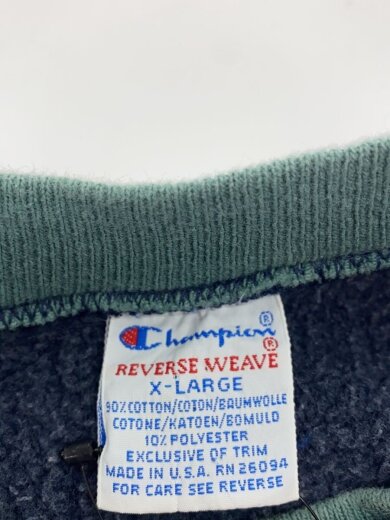 Champion®
REVERSE WEAVE®
X-LARGE
90% COTTON/COTON/BAUMWOLLE
COTONE/KATOEN/BOMULD
10% POLYESTER
EXCLUSIVE OF TRIM
MADE IN U.S.A. RN 26094
FOR CARE SEE REVERSE